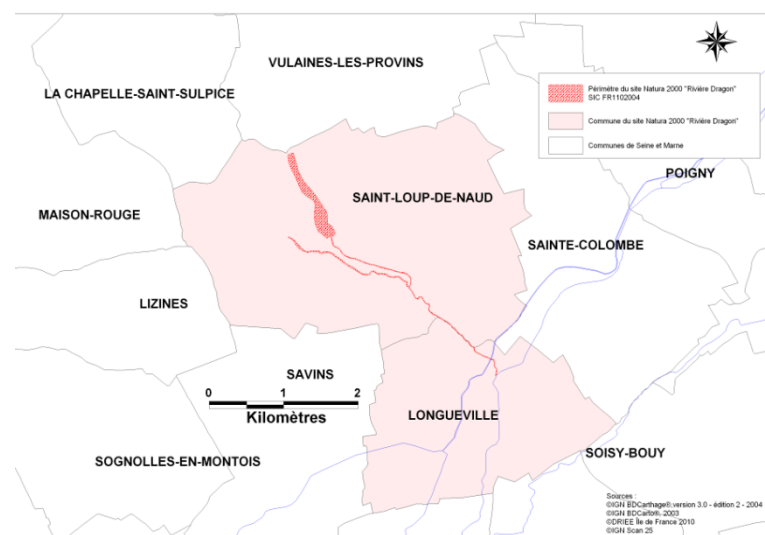 VULAINES-LES-PROVINS
LA CHAPELLE-SAINT-SULPICE
Périmètre du site Natura 2000 "Rivière Dragon"
SIC FR1102004
Commune du site Natura 2000 "Rivière Dragon"
Communes de Seine et Marne
POIGNY
SAINT-LOUP-DE-NAUD
MAISON-ROUGE
SAINTE-COLOMBE
LIZINES
SAVINS
0 1 2
Kilomètres
LONGUEVILLE
SOGNOLLES-EN-MONTOIS
SOISY-BOUY
Sources :
©IGN BDCarthage®,version 3.0 - édition 2 - 2004
©IGN BDCarto®, 2003
©DRIEE Île de France 2010
©IGN Scan 25